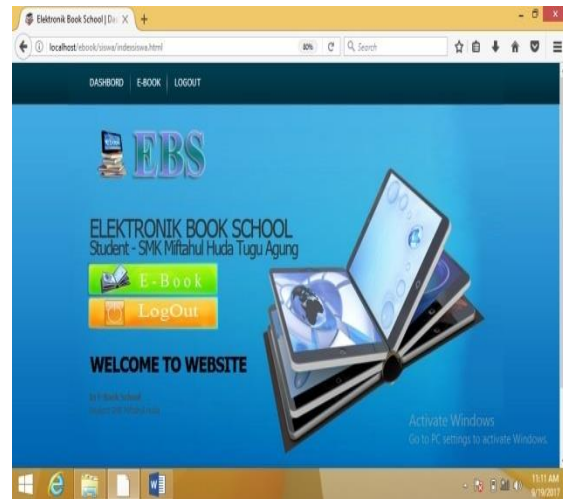 Elektronik Book School | Da
localhost/ebook/siswa/indexsiswa.html
80%
Search
DASHBORD
E-BOOK
LOGOUT
EBS
ELEKTRONIK BOOK SCHOOL
Student - SMK Miftahul Huda Tugu Agung
E-Book
LogOut
WELCOME TO WEBSITE
Activate Windows
Go to PC settings to activate Windows.
11:11 AM
9/19/2017